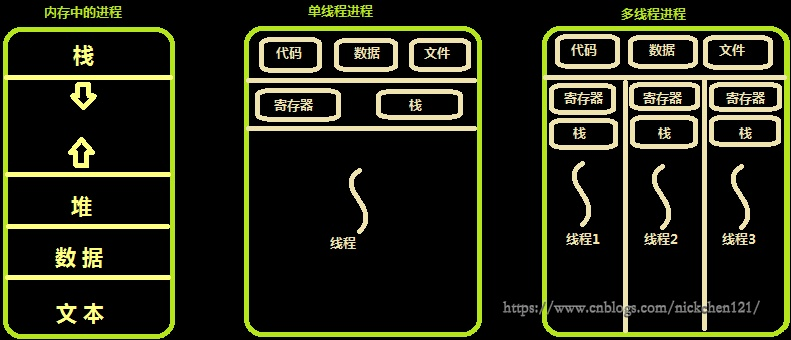 内存中的进程
栈
堆
数据
文本
单线程进程
代码 数据 文件
寄存器 栈
线程
多线程进程
代码 数据 文件
寄存器 寄存器 寄存器
栈 栈 栈
线程1 线程2 线程3
https://www.cnblogs.com/nickchen121/